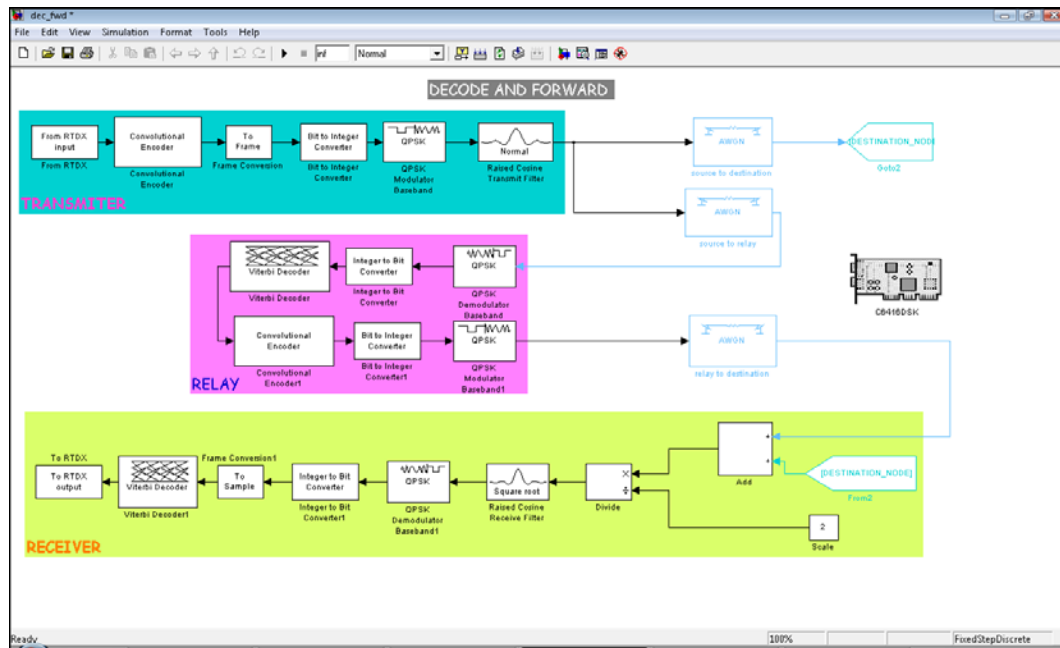 dec_fwd *
File Edit View Simulation Format Tools Help
inf Normal
DECODE AND FORWARD
From RTDX
input
From RTDX
Convolutional
Encoder
Convolutional
Encoder
To
Frame
Frame Conversion
Bit to Integer
Converter
Bit to Integer
Converter
QPSK
QPSK
Modulator
Baseband
Normal
Raised Cosine
Transmit Filter
TRANSMITER
AWGN
source to destination
[DESTINATION_NODE
Goto2
AWGN
source to relay
Viterbi Decoder
Viterbi Decoder
Integer to Bit
Converter
Integer to Bit
Converter
QPSK
QPSK
Demodulator
Baseband
Convolutional
Encoder
Convolutional
Encoder1
Bit to Integer
Converter
Bit to Integer
Converter1
QPSK
QPSK
Modulator
Baseband1
RELAY
AWGN
relay to destination
C6416DSK
To RTDX
To RTDX
output
Viterbi Decoder
Viterbi Decoder1
Frame Conversion1
To
Sample
Integer to Bit
Converter
Integer to Bit
Converter1
QPSK
QPSK
Demodulator
Baseband1
Square root
Raised Cosine
Receive Filter
×
÷
Divide
+
+
Add
[DESTINATION_NODE]
From2
2
Scale
RECEIVER
Ready 100% FixedStepDiscrete